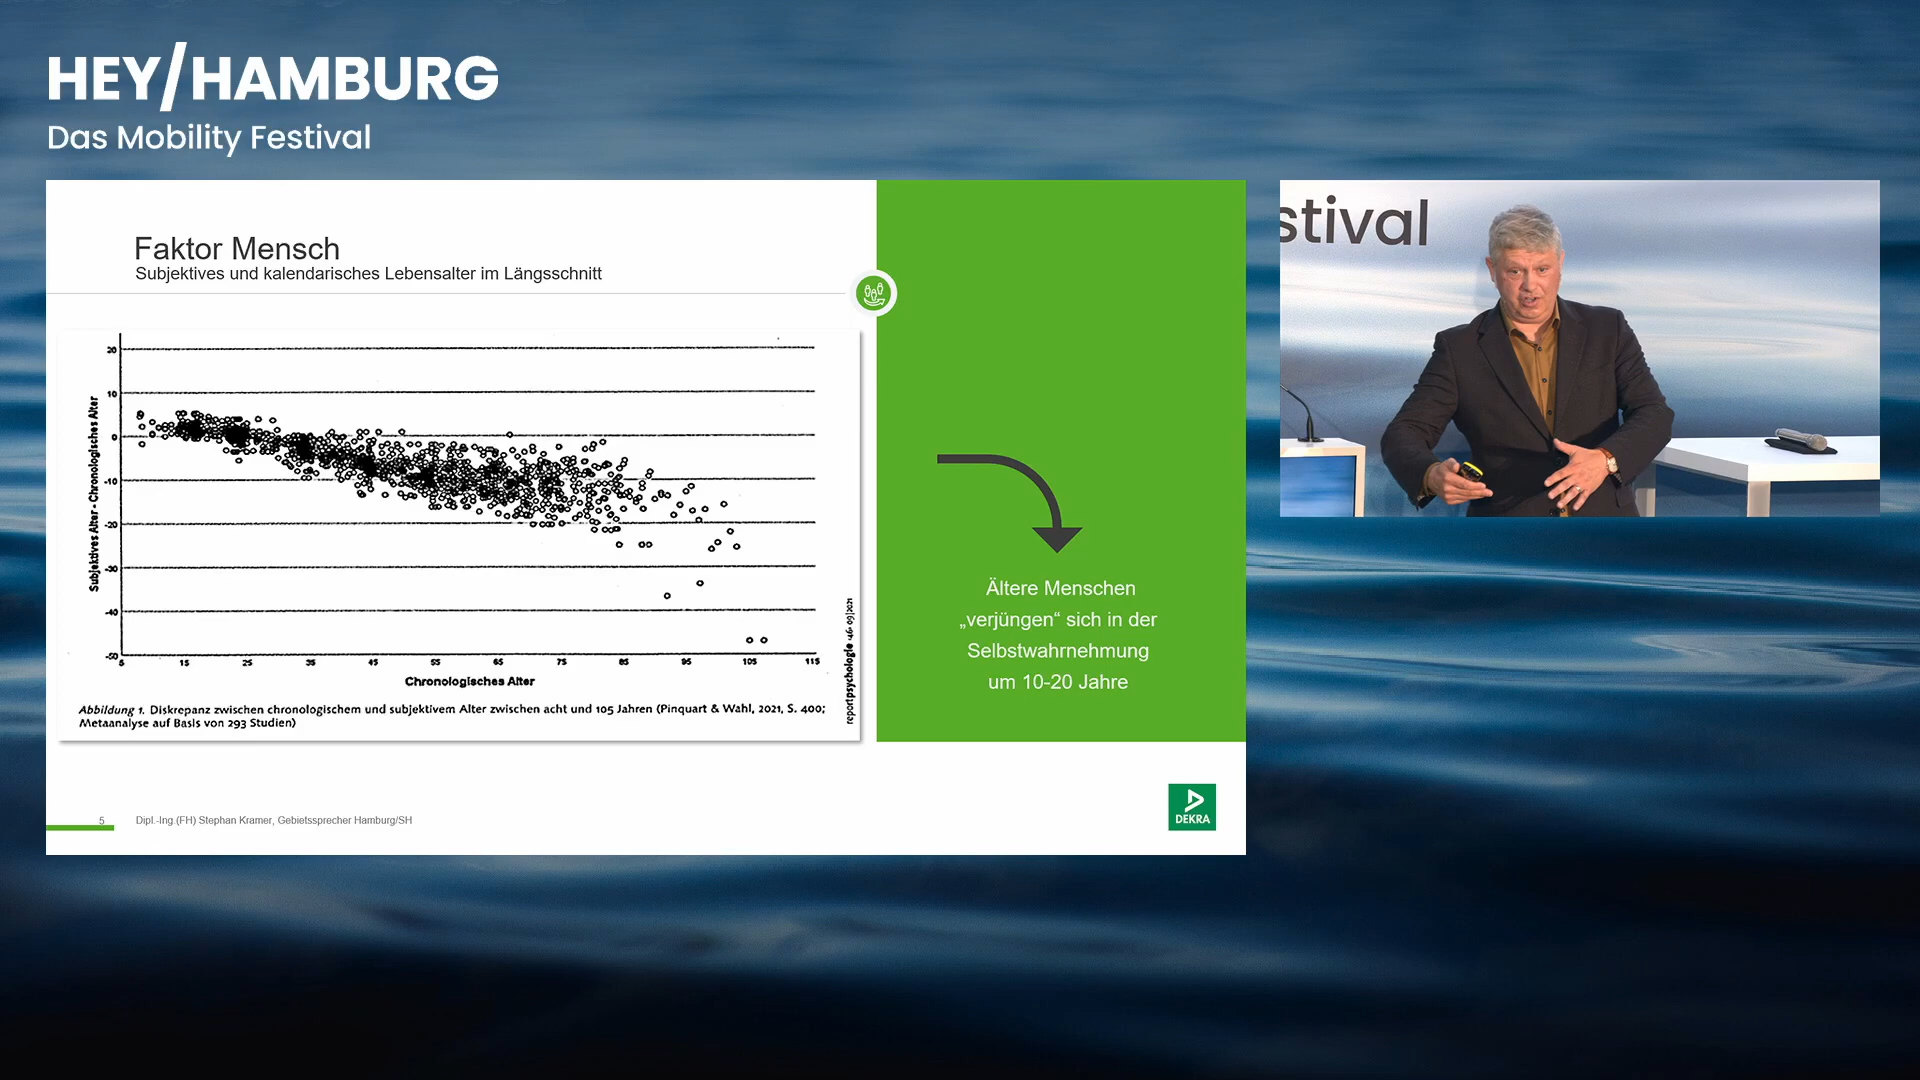 HEY/HAMBURG
Das Mobility Festival
Faktor Mensch
Subjektives und kalendarisches Lebensalter im Längsschnitt
stival
20
10
0
-10
-20
-30
-40
-50
Subjektives Alter - Chronologisches Alter
5 15 25 35 45 55 65 75 85 95 105 115
Chronologisches Alter
Abbildung 1. Diskrepanz zwischen chronologischem und subjektivem Alter zwischen acht und 105 Jahren (Pinquart & Wahl, 2021, S. 400;
Metaanalyse auf Basis von 293 Studien)
reportpsychologie ‹46› 09|2021
Ältere Menschen
„verjüngen“ sich in der
Selbstwahrnehmung
um 10-20 Jahre
5
Dipl.-Ing.(FH) Stephan Kramer, Gebietssprecher Hamburg/SH
DEKRA